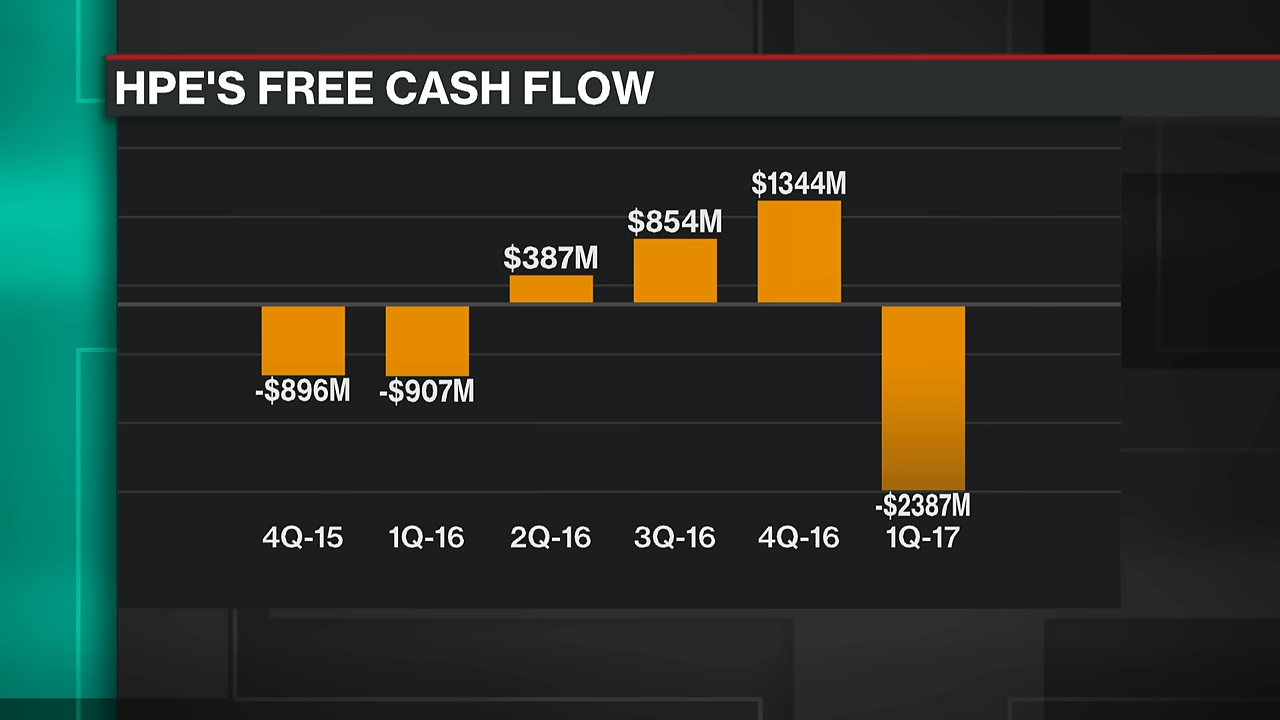 HPE'S FREE CASH FLOW
$1344M
$854M
$387M
-$896M
-$907M
-$2387M
4Q-15 1Q-16 2Q-16 3Q-16 4Q-16 1Q-17